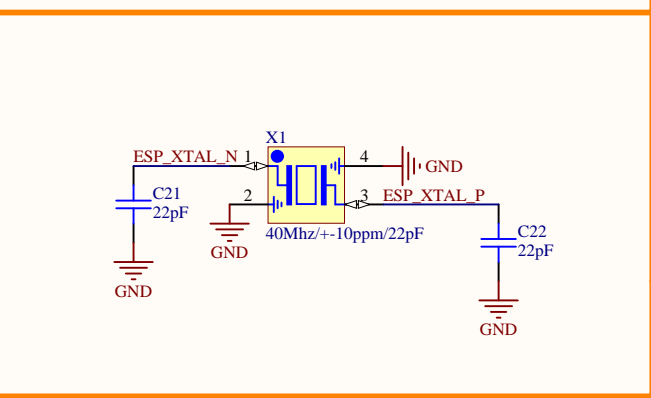 X1
ESP_XTAL_N 1
4
GND
C21
22pF
2
3 ESP_XTAL_P
40Mhz/+-10ppm/22pF
C22
22pF
GND
GND
GND